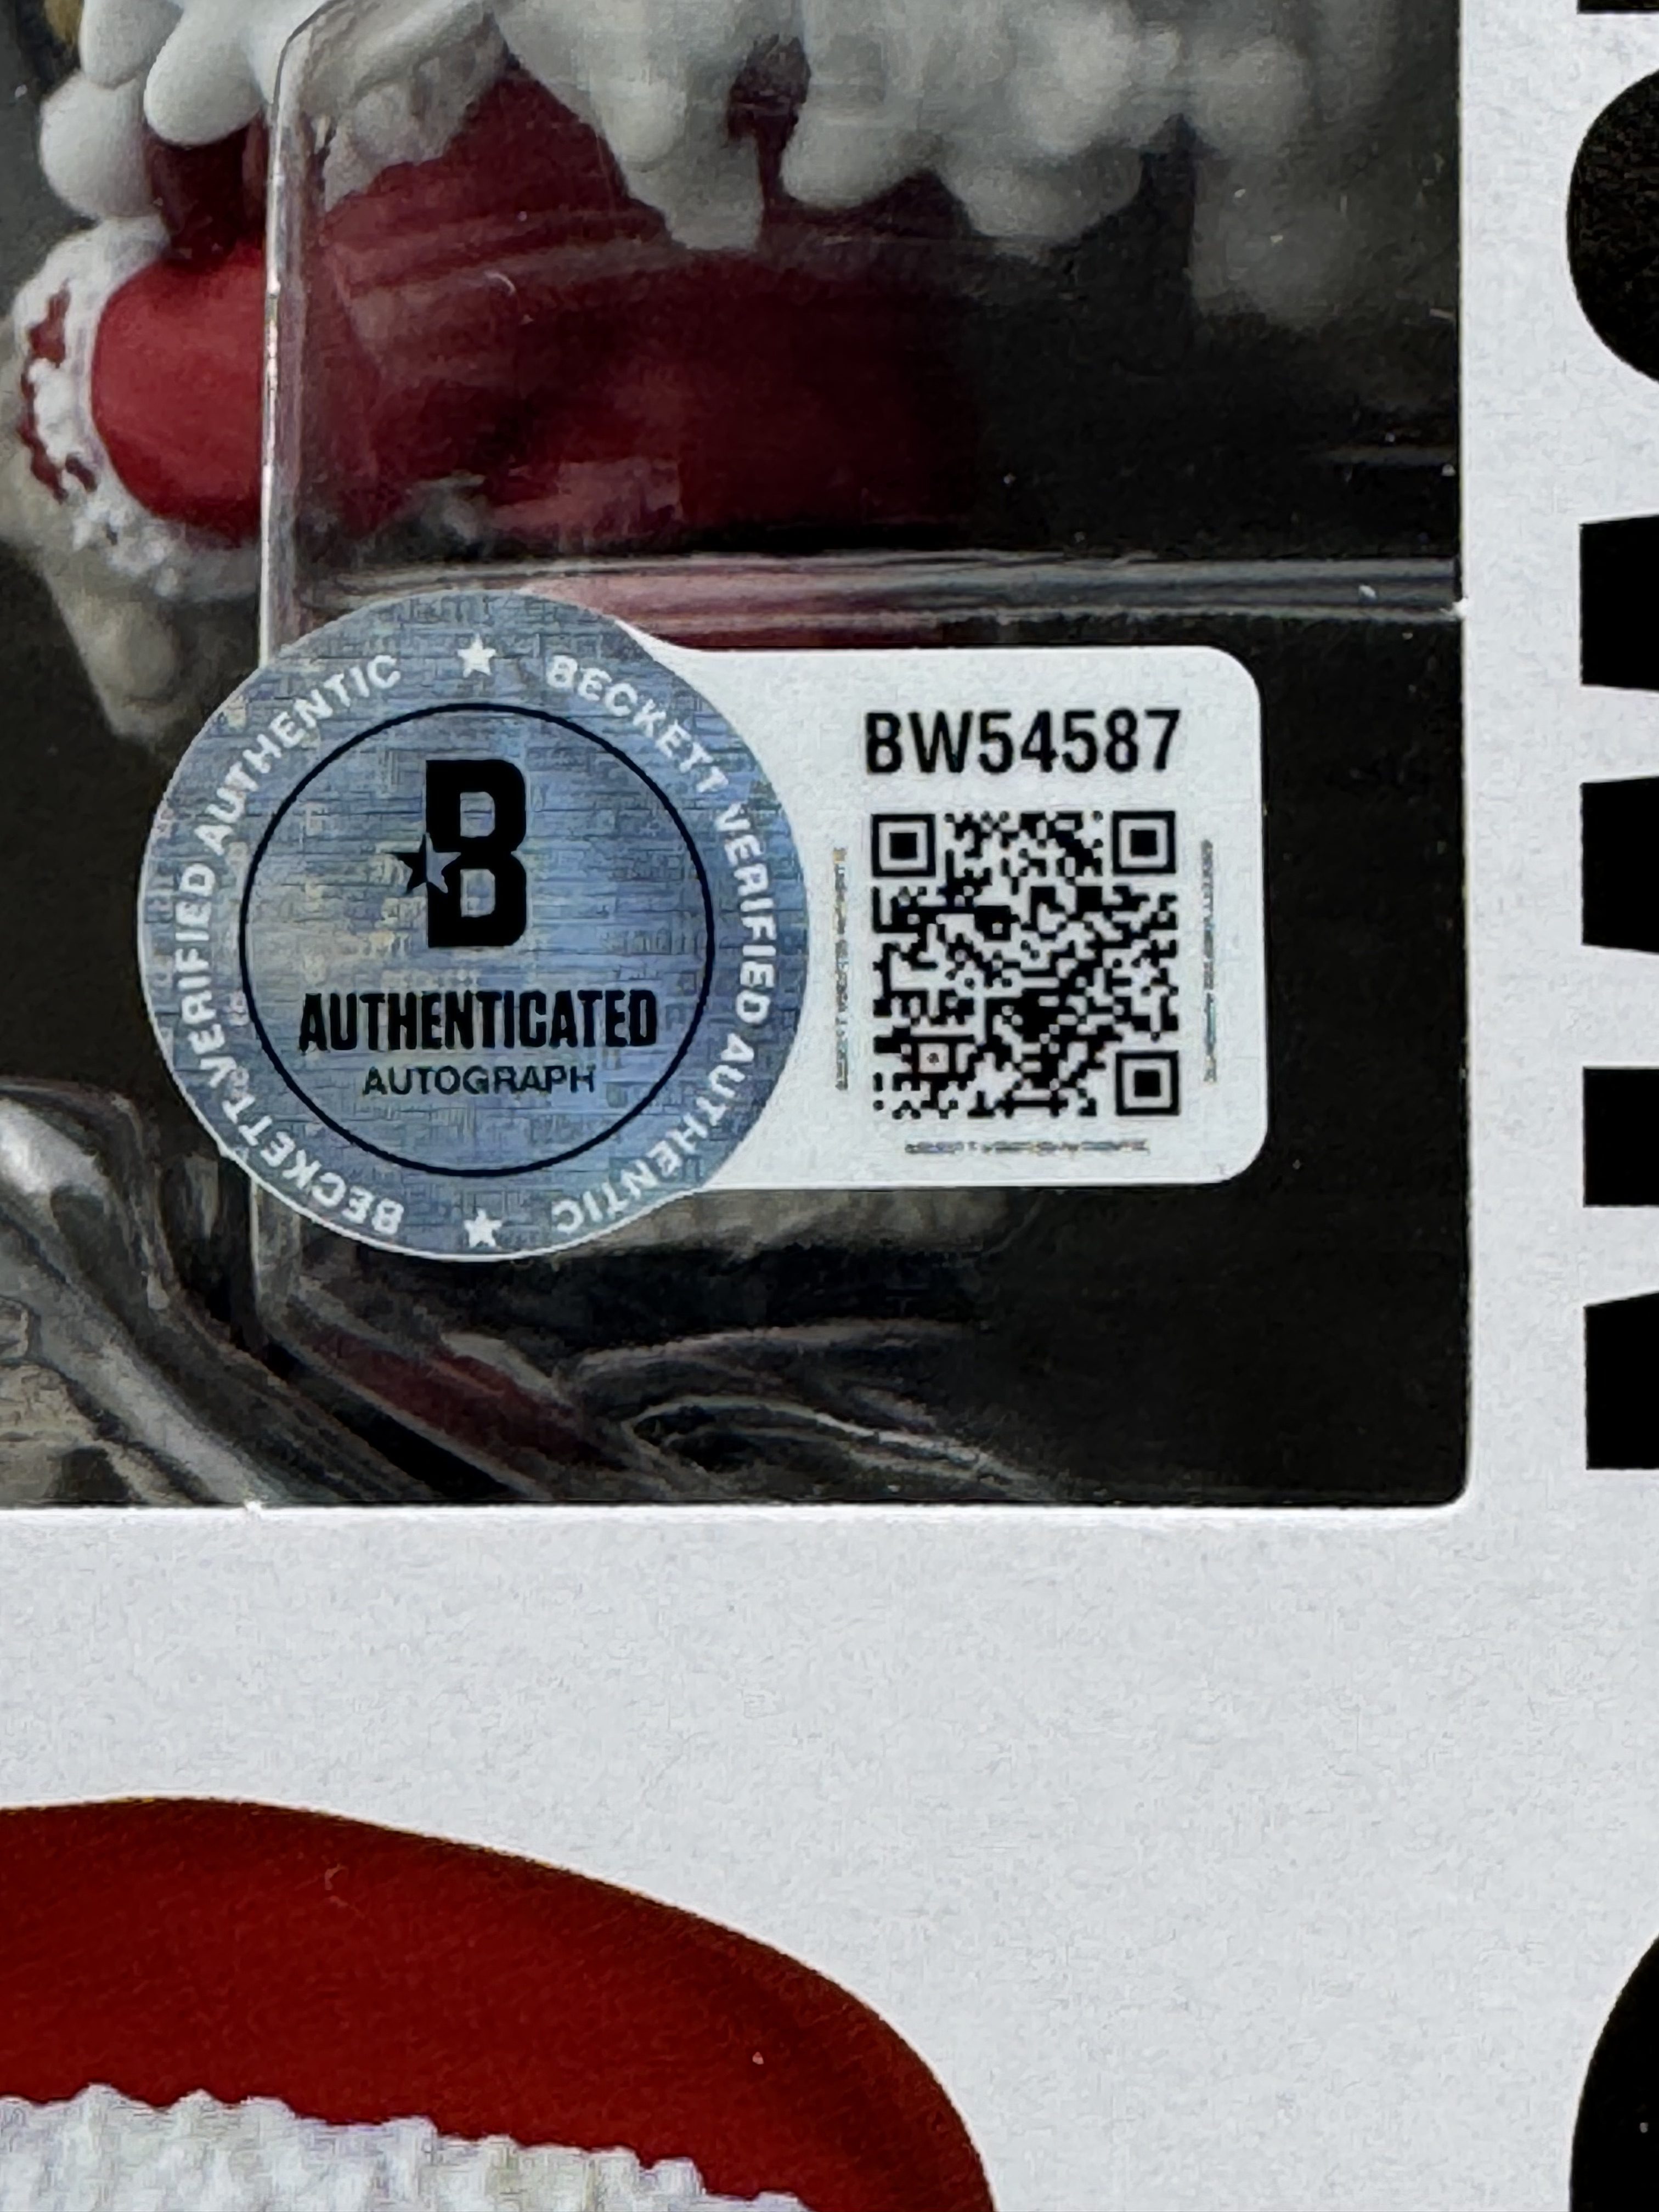 BECKETT VERIFIED AUTHENTIC ★ BECKETT VERIFIED AUTHENTIC ★
B
AUTHENTICATED
AUTOGRAPH
BW54587